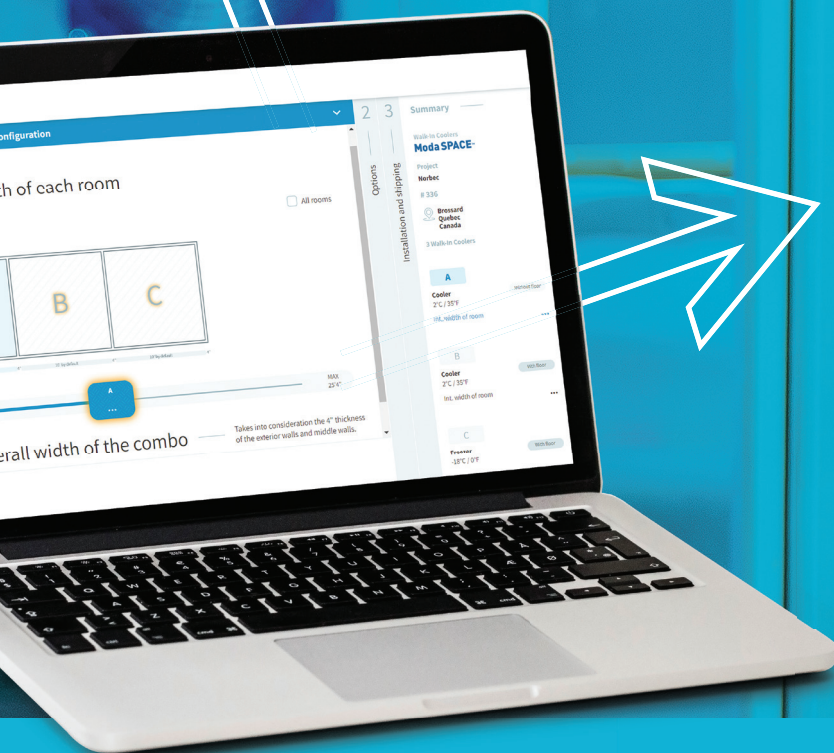 onfiguration
th of each room
All rooms
B
C
MAX
25'4"
A
...
erall width of the combo
Takes into consideration the 4" thickness
of the exterior walls and middle walls.
2
Options
3
Installation and shipping
Summary
Walk-In Coolers
Moda SPACE
Project
Norbec
# 336
Brossard
Quebec
Canada
3 Walk-In Coolers
A
Cooler
2°C / 35°F
Without floor
Int. width of room
...
B
Cooler
2°C / 35°F
With floor
Int. width of room
...
C
Freezer
-18°C / 0°F
With floor